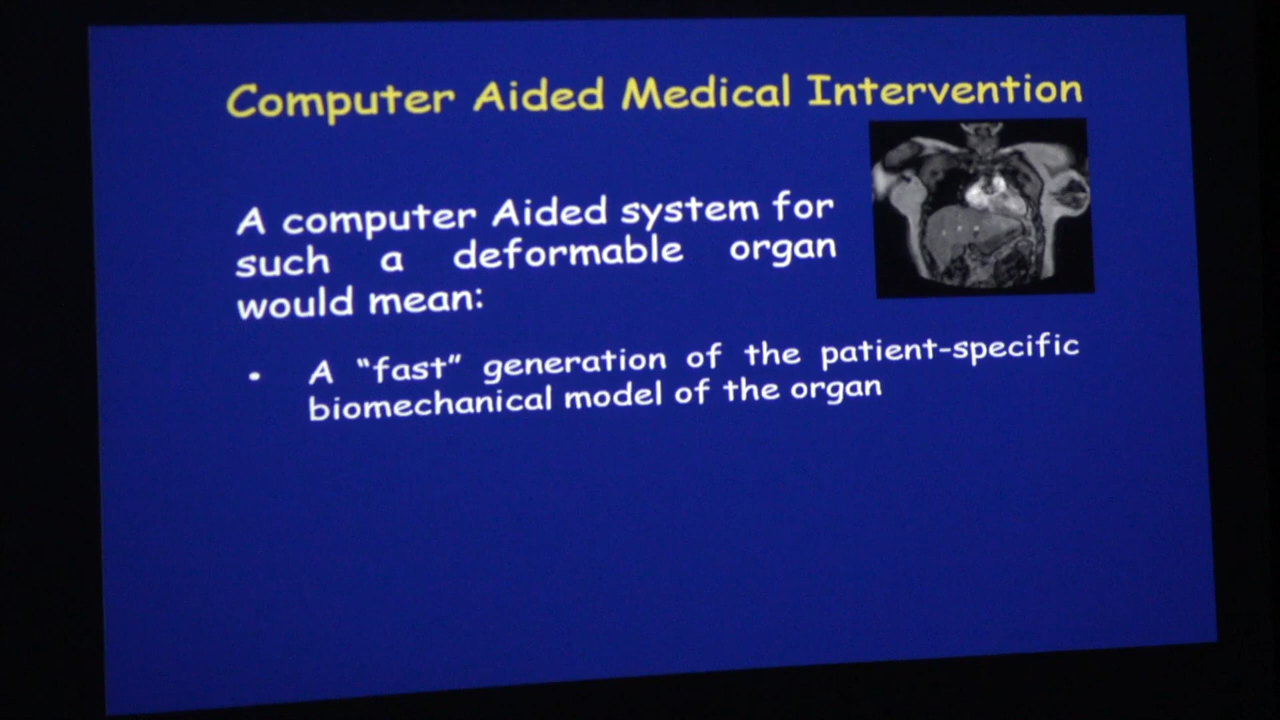 Computer Aided Medical Intervention
A computer Aided system for
such a deformable organ
would mean:
• A “fast” generation of the patient-specific
biomechanical model of the organ